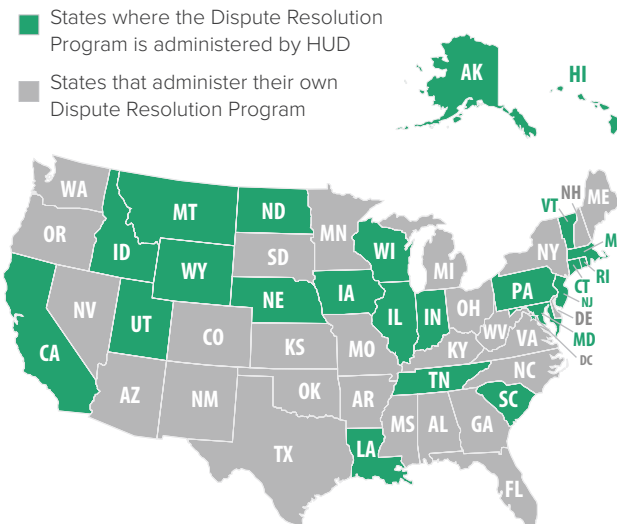 States where the Dispute Resolution
Program is administered by HUD
States that administer their own
Dispute Resolution Program
AK
HI
WA
OR
CA
NV
ID
MT
WY
UT
AZ
CO
NM
ND
SD
NE
KS
OK
TX
MN
IA
MO
AR
LA
WI
IL
IN
MI
OH
KY
TN
MS
AL
GA
FL
SC
NC
VA
WV
PA
NY
VT
NH
ME
M
RI
CT
NJ
DE
MD
DC